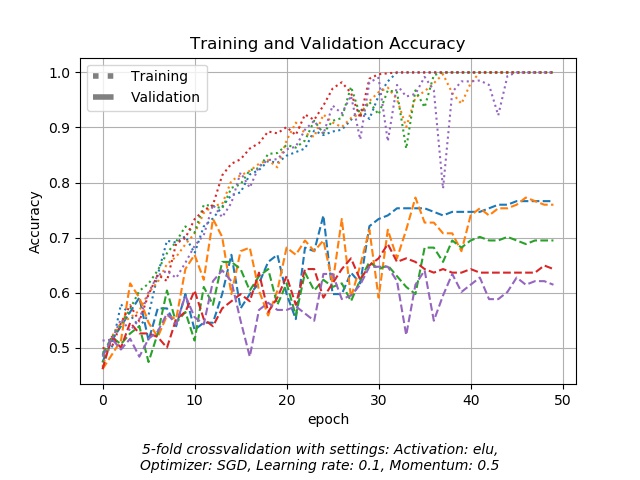 Training and Validation Accuracy
Training
Validation
1.0
0.9
0.8
0.7
0.6
0.5
Accuracy
0 10 20 30 40 50
epoch
5-fold crossvalidation with settings: Activation: elu,
Optimizer: SGD, Learning rate: 0.1, Momentum: 0.5